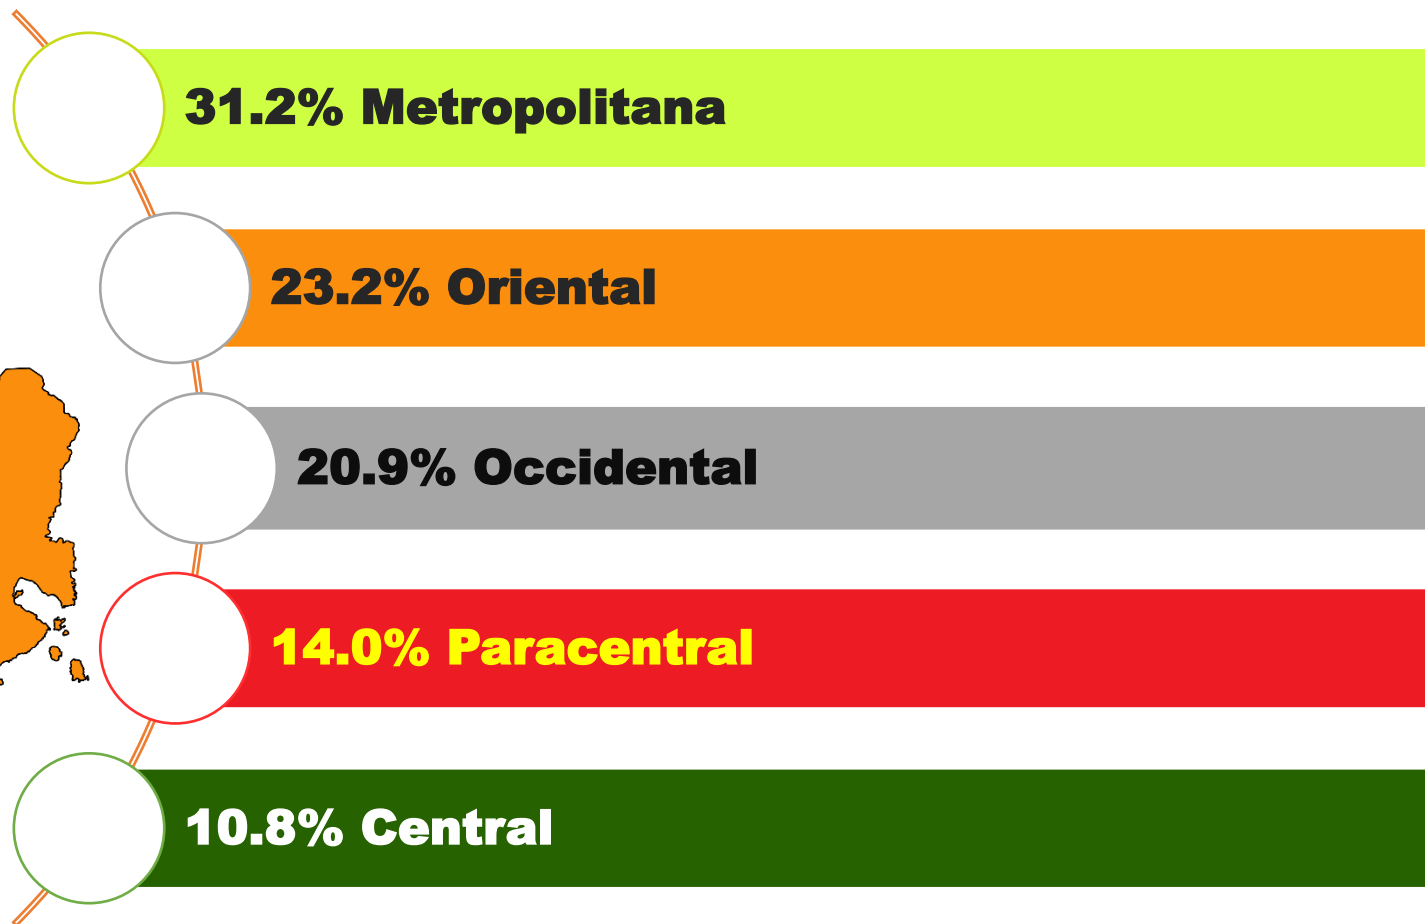 31.2% Metropolitana
23.2% Oriental
20.9% Occidental
14.0% Paracentral
10.8% Central